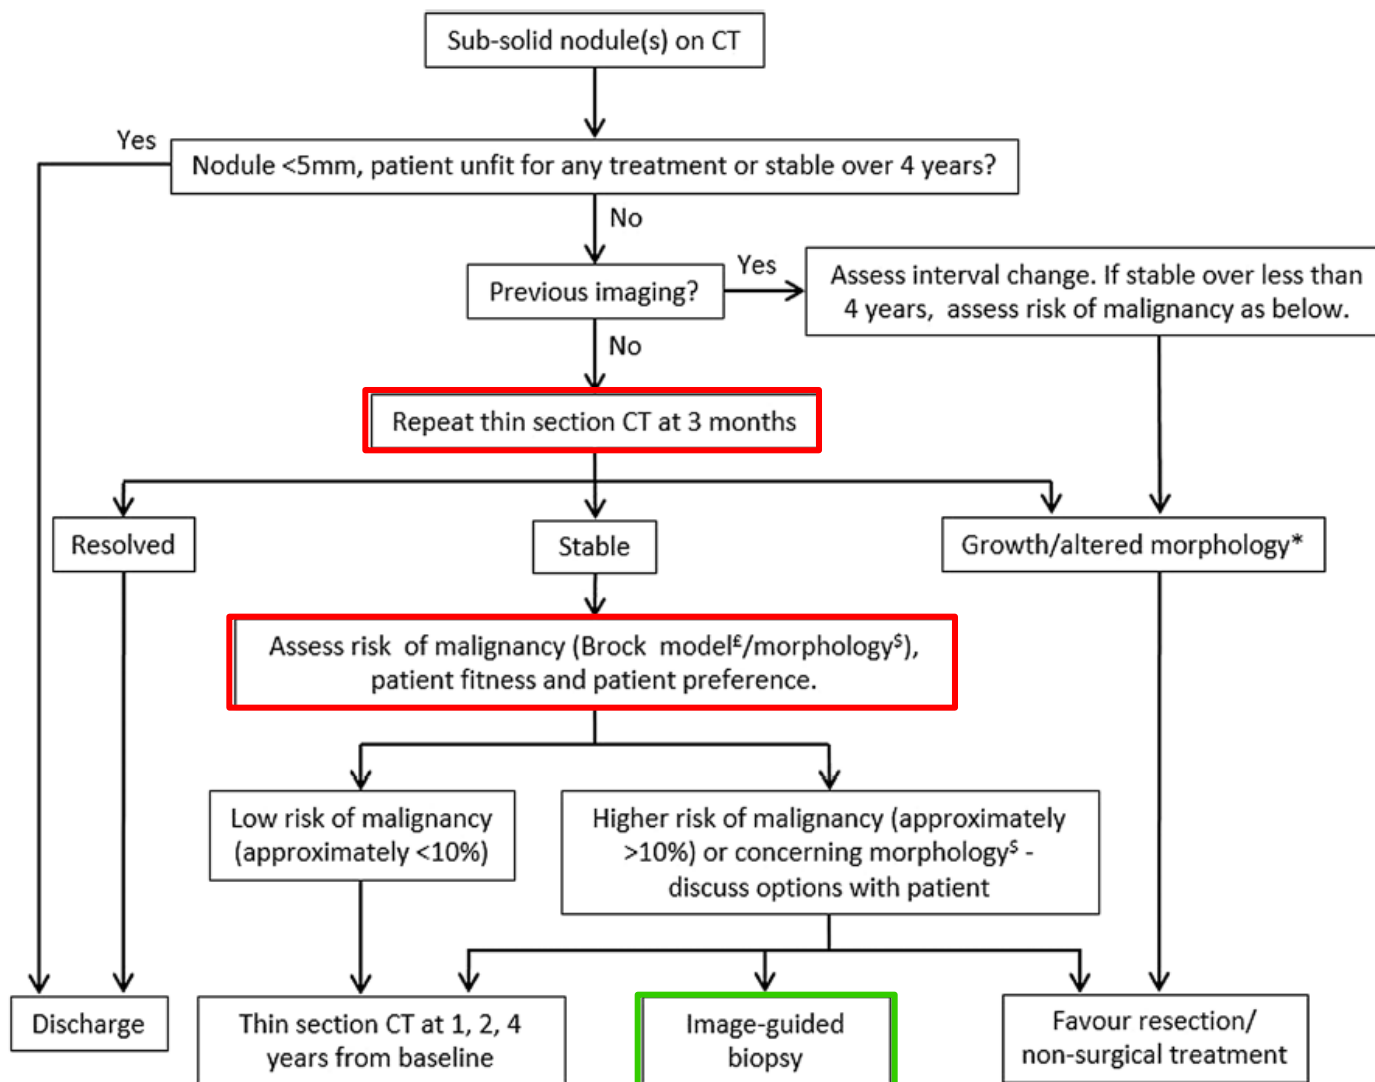 Sub-solid nodule(s) on CT
Yes
Nodule <5mm, patient unfit for any treatment or stable over 4 years?
No
Previous imaging?
Yes
Assess interval change. If stable over less than
4 years, assess risk of malignancy as below.
No
Repeat thin section CT at 3 months
Resolved
Stable
Growth/altered morphology*
Assess risk of malignancy (Brock model£/morphology$),
patient fitness and patient preference.
Low risk of malignancy
(approximately <10%)
Higher risk of malignancy (approximately
>10%) or concerning morphology$ -
discuss options with patient
Discharge
Thin section CT at 1, 2, 4
years from baseline
Image-guided
biopsy
Favour resection/
non-surgical treatment